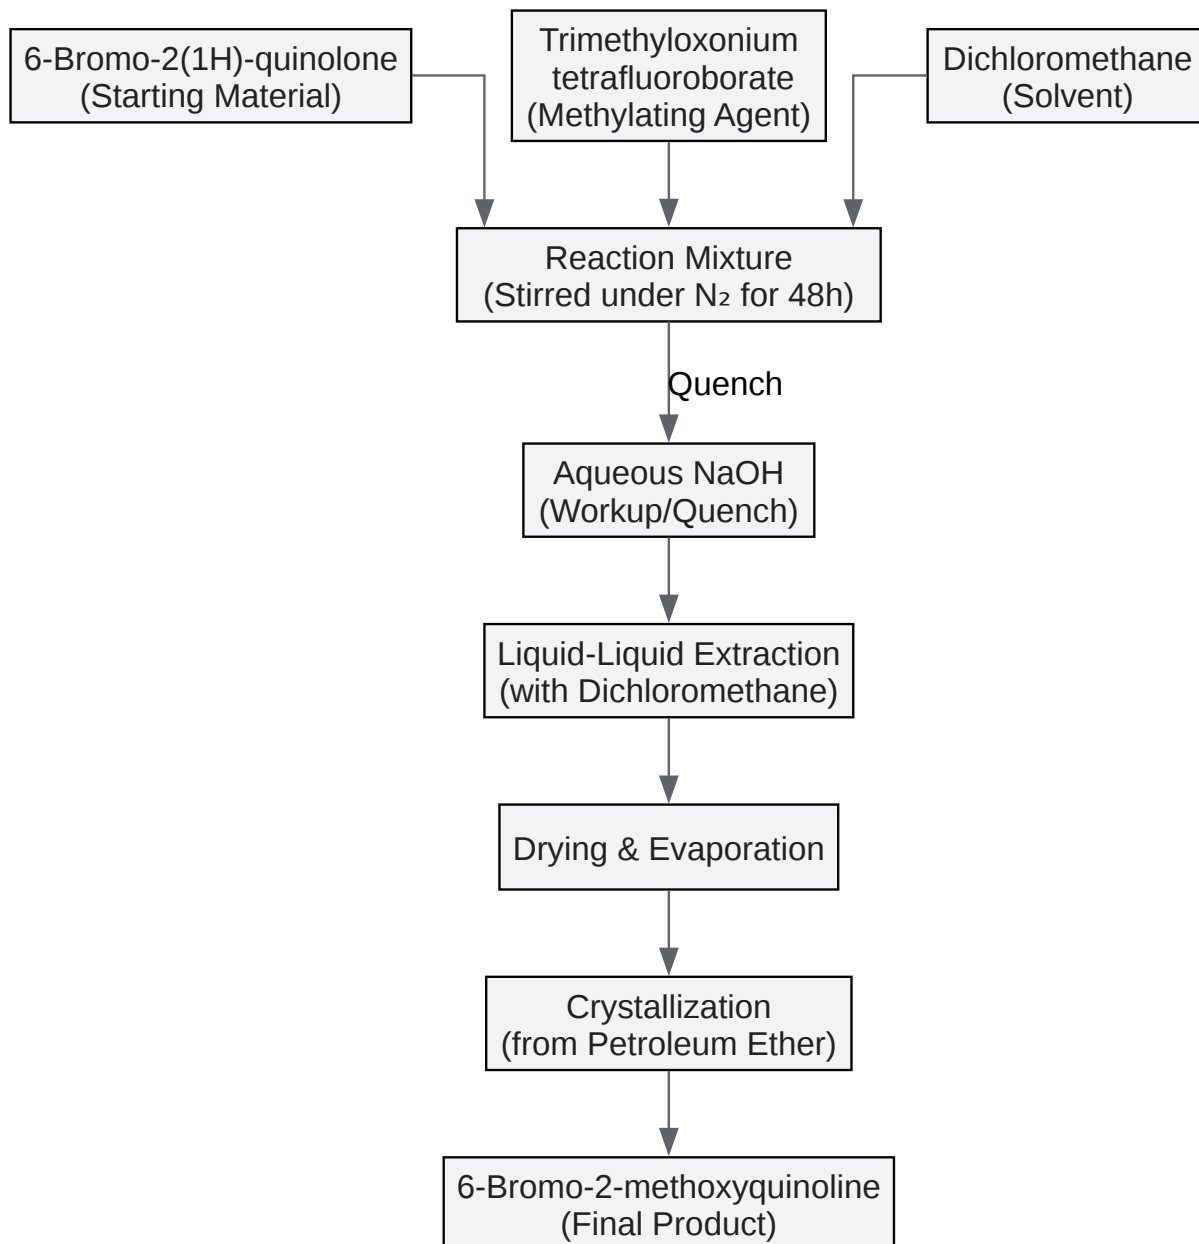 6-Bromo-2(1H)-quinolone
(Starting Material)
Trimethyloxonium
tetrafluoroborate
(Methylating Agent)
Dichloromethane
(Solvent)
Reaction Mixture
(Stirred under N₂ for 48h)
Quench
Aqueous NaOH
(Workup/Quench)
Liquid-Liquid Extraction
(with Dichloromethane)
Drying & Evaporation
Crystallization
(from Petroleum Ether)
6-Bromo-2-methoxyquinoline
(Final Product)